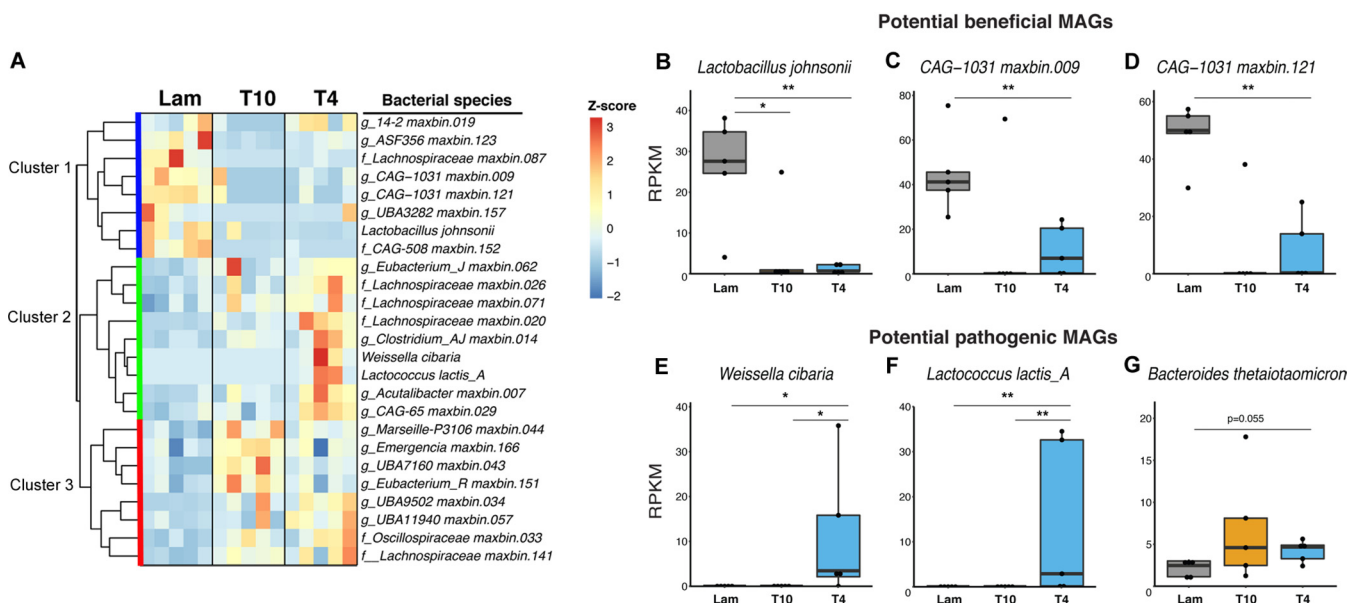 Potential beneficial MAGs
A
Lam T10 T4 Bacterial species
Cluster 1
Cluster 2
Cluster 3
g_14-2 maxbin.019
g_ASF356 maxbin.123
f_Lachnospiraceae maxbin.087
g_CAG-1031 maxbin.009
g_CAG-1031 maxbin.121
g_UBA3282 maxbin.157
Lactobacillus johnsonii
f_CAG-508 maxbin.152
g_Eubacterium_J maxbin.062
f_Lachnospiraceae maxbin.026
f_Lachnospiraceae maxbin.071
f_Lachnospiraceae maxbin.020
g_Clostridium_AJ maxbin.014
Weissella cibaria
Lactococcus lactis_A
g_Acutalibacter maxbin.007
g_CAG-65 maxbin.029
g_Marseille-P3106 maxbin.044
g_Emergencia maxbin.166
g_UBA7160 maxbin.043
g_Eubacterium_R maxbin.151
g_UBA9502 maxbin.034
g_UBA11940 maxbin.057
f_Oscillospiraceae maxbin.033
f__Lachnospiraceae maxbin.141
Z-score
3
2
1
0
−1
−2
B
Lactobacillus johnsonii
**
*
RPKM
40
30
20
10
0
Lam T10 T4
C
CAG−1031 maxbin.009
**
80
60
40
20
0
Lam T10 T4
D
CAG−1031 maxbin.121
**
60
40
20
0
Lam T10 T4
Potential pathogenic MAGs
E
Weissella cibaria
*
*
RPKM
40
30
20
10
0
Lam T10 T4
F
Lactococcus lactis_A
**
**
40
30
20
10
0
Lam T10 T4
G
Bacteroides thetaiotaomicron
p=0.055
20
15
10
5
0
Lam T10 T4